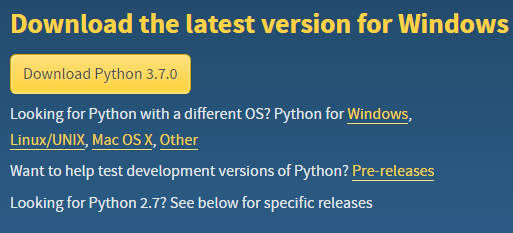 Download the latest version for Windows
Download Python 3.7.0
Looking for Python with a different OS? Python for Windows,
Linux/UNIX, Mac OS X, Other
Want to help test development versions of Python? Pre-releases
Looking for Python 2.7? See below for specific releases